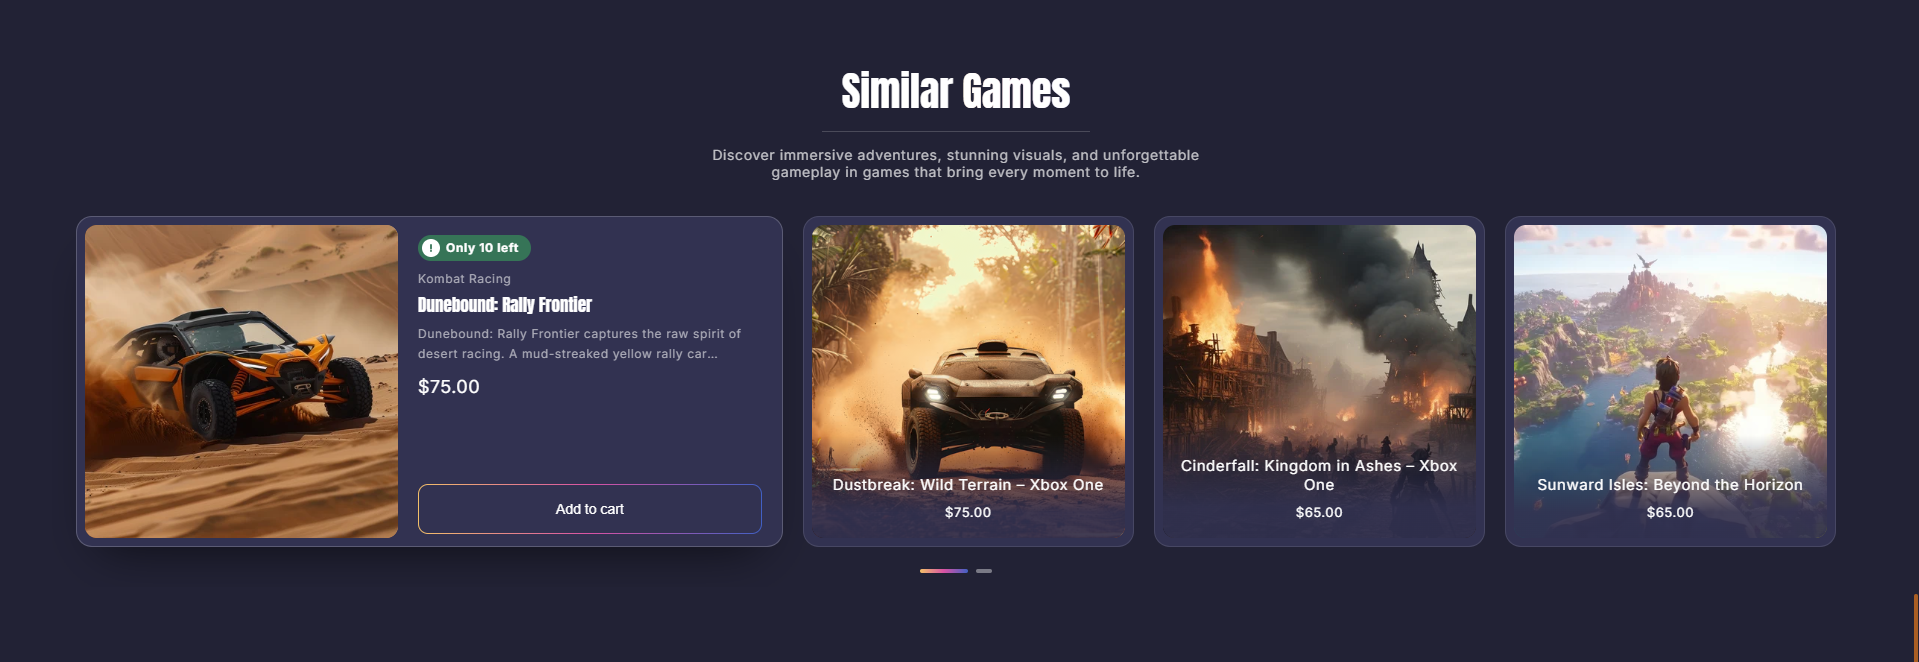 Similar Games
Discover immersive adventures, stunning visuals, and unforgettable
gameplay in games that bring every moment to life.
! Only 10 left
Kombat Racing
Dunebound: Rally Frontier
Dunebound: Rally Frontier captures the raw spirit of
desert racing. A mud-streaked yellow rally car...
$75.00
Add to cart
Dustbreak: Wild Terrain – Xbox One
$75.00
Cinderfall: Kingdom in Ashes – Xbox
One
$65.00
Sunward Isles: Beyond the Horizon
$65.00